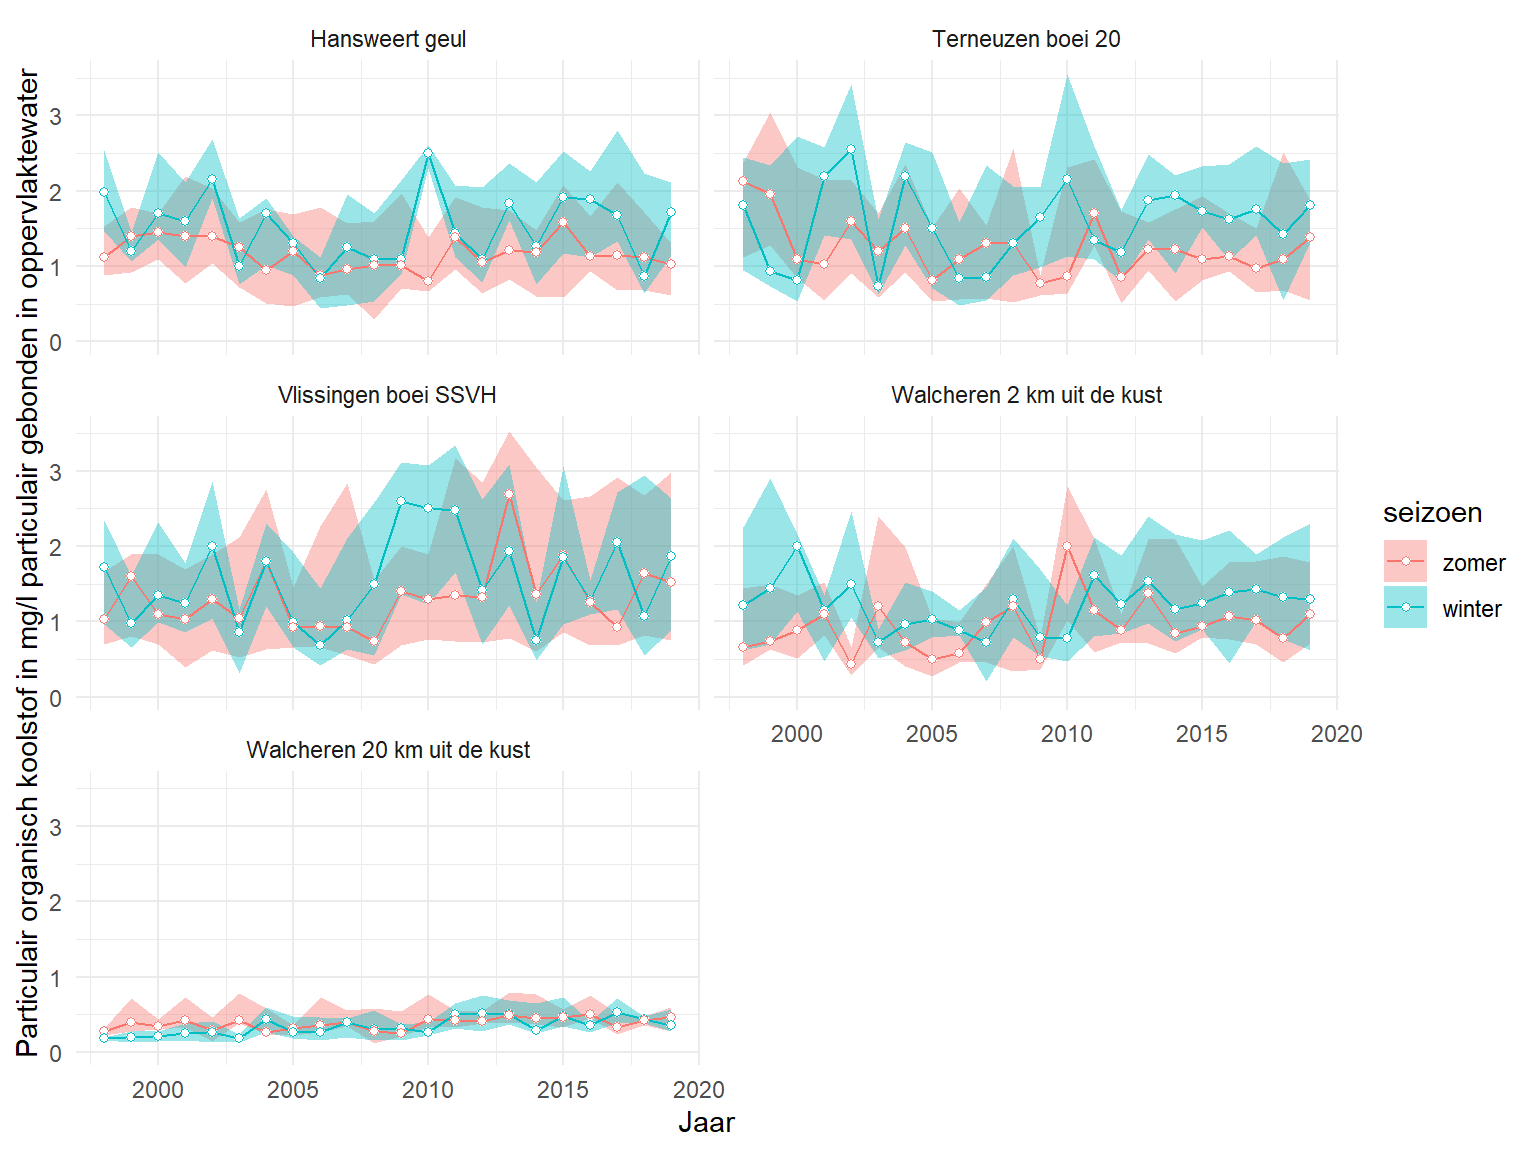 Particulair organisch koolstof in mg/l particulair gebonden in oppervlaktewater
Hansweert geul
Terneuzen boei 20
3
2
1
0
Vlissingen boei SSVH
Walcheren 2 km uit de kust
3
2
1
0
2000 2005 2010 2015 2020
Walcheren 20 km uit de kust
3
2
1
0
2000 2005 2010 2015 2020
Jaar
seizoen
zomer
winter